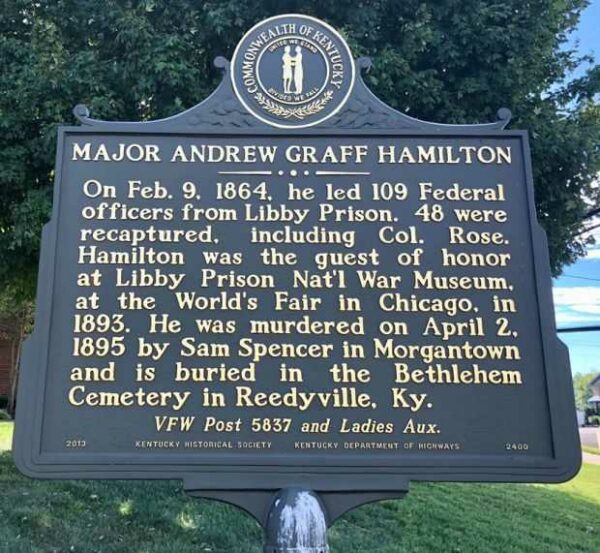 COMMONWEALTH OF KENTUCKY
UNITED WE STAND
DIVIDED WE FALL
MAJOR ANDREW GRAFF HAMILTON
On Feb. 9, 1864, he led 109 Federal
officers from Libby Prison. 48 were
recaptured, including Col. Rose.
Hamilton was the guest of honor
at Libby Prison Nat'l War Museum,
at the World's Fair in Chicago, in
1893. He was murdered on April 2,
1895 by Sam Spencer in Morgantown
and is buried in the Bethlehem
Cemetery in Reedyville, Ky.
VFW Post 5837 and Ladies Aux.
2013 KENTUCKY HISTORICAL SOCIETY KENTUCKY DEPARTMENT OF HIGHWAYS 2400